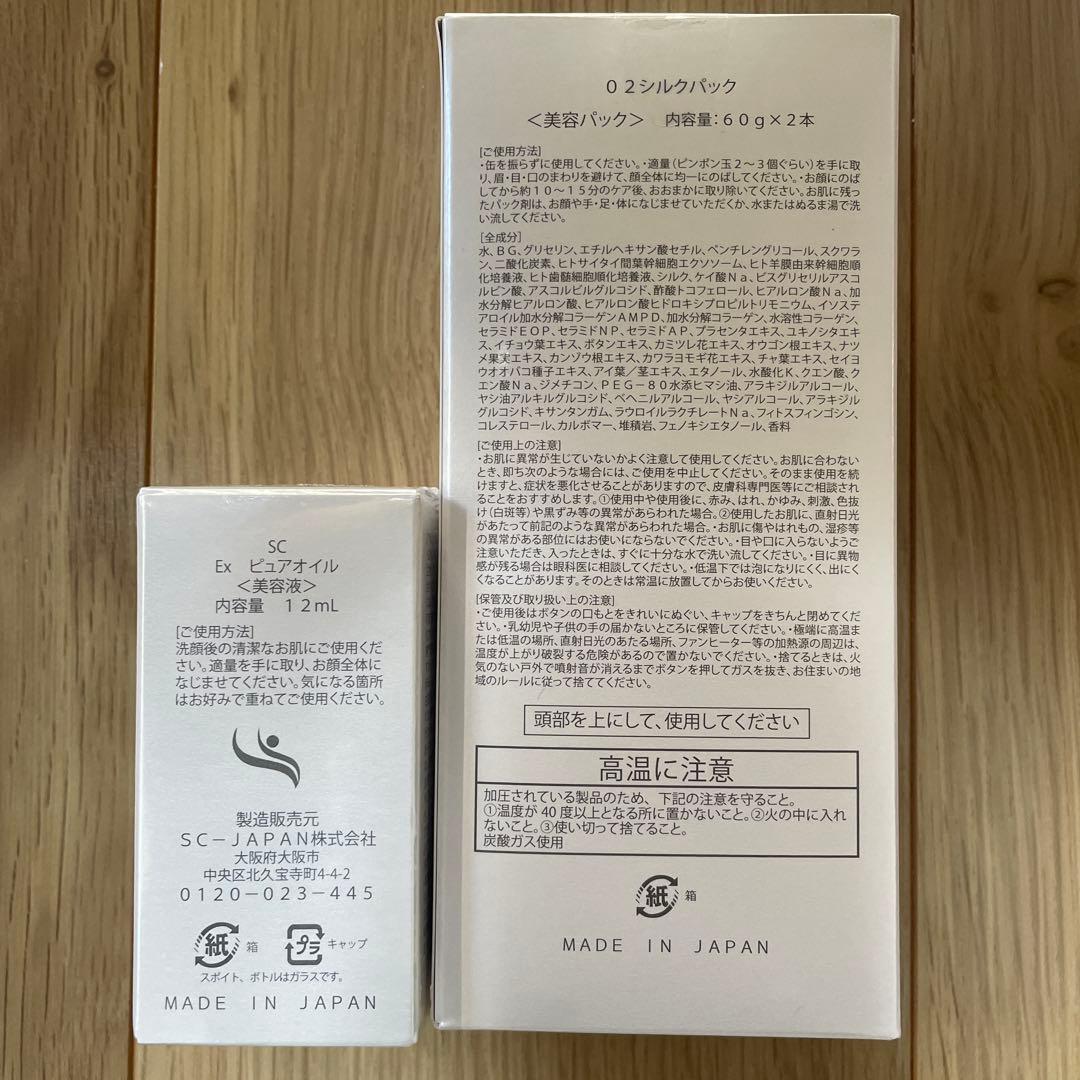 SC
Ex ピュアオイル
＜美容液＞
内容量 12mL
[ご使用方法]
洗顔後の清潔なお肌にご使用くだ
さい。適量を手に取り、お顔全体に
なじませてください。気になる箇所
はお好みで重ねてご使用ください。
製造販売元
SC－JAPAN株式会社
大阪府大阪市
中央区北久宝寺町4-4-2
0120－023－445
紙 箱 プラ キャップ
スポイト、ボトルはガラスです。
MADE IN JAPAN
02シルクパック
＜美容パック＞ 内容量：60g×2本
[ご使用方法]
・缶を振らずに使用してください。・適量（ピンポン玉2～3個ぐらい）を手に取
り、眉・目・口のまわりを避けて、顔全体に均一にのばしてください。・お顔にのば
してから約10～15分のケア後、おおまかに取り除いてください。お肌に残っ
たパック剤は、お顔や手・足・体になじませていただくか、水またはぬるま湯で洗
い流してください。
[全成分]
水、BG、グリセリン、エチルヘキサン酸セチル、ペンチレングリコール、スクワラ
ン、二酸化炭素、ヒトサイタイ間葉幹細胞エクソソーム、ヒト羊膜由来幹細胞順
化培養液、ヒト歯髄細胞順化培養液、シルク、ケイ酸Na、ビスグリセリルアスコ
ルビン酸、アスコルビルグルコシド、酢酸トコフェロール、ヒアルロン酸Na、加
水分解ヒアルロン酸、ヒアルロン酸ヒドロキシプロピルトリモニウム、イソステ
アロイル加水分解コラーゲンAMPD、加水分解コラーゲン、水溶性コラーゲン、
セラミドEOP、セラミドNP、セラミドAP、プラセンタエキス、ユキノシタエキ
ス、イチョウ葉エキス、ボタンエキス、カミツレ花エキス、オウゴン根エキス、ナツ
メ果実エキス、カンゾウ根エキス、カワラヨモギ花エキス、チャ葉エキス、セイヨ
ウオオバコ種子エキス、アイ葉／茎エキス、エタノール、水酸化K、クエン酸、ク
エン酸Na、ジメチコン、PEG－80水添ヒマシ油、アラキジルアルコール、
ヤシ油アルキルグルコシド、ベヘニルアルコール、ヤシアルコール、アラキジル
グルコシド、キサンタンガム、ラウロイルラクチレートNa、フィトスフィンゴシン、
コレステロール、カルボマー、堆積岩、フェノキシエタノール、香料
[ご使用上の注意]
・お肌に異常が生じていないかよく注意して使用してください。お肌に合わない
とき、即ち次のような場合には、ご使用を中止してください。そのまま使用を続
けますと、症状を悪化させることがありますので、皮膚科専門医等にご相談され
ることをおすすめします。①使用中や使用後に、赤み、はれ、かゆみ、刺激、色抜
け（白斑等）や黒ずみ等の異常があらわれた場合。②使用したお肌に、直射日光
があたって前記のような異常があらわれた場合。・お肌に傷やはれもの、湿疹等
の異常がある部位にはお使いにならないでください。・目や口に入らないようご
注意いただき、入ったときは、すぐに十分な水で洗い流してください。・目に異物
感が残る場合は眼科医に相談してください。・低温下では泡になりにくく、出にく
くなることがあります。そのときは常温に放置してからお使いください。
[保管及び取り扱い上の注意]
・ご使用後はボタンの口もとをきれいにぬぐい、キャップをきちんと閉めてくだ
さい。・乳幼児や子供の手の届かないところに保管してください。・極端に高温ま
たは低温の場所、直射日光のあたる場所、ファンヒーター等の加熱源の周辺は、
温度が上がり破裂する危険があるので置かないでください。・捨てるときは、火
気のない戸外で噴射音が消えるまでボタンを押してガスを抜き、お住まいの地
域のルールに従って捨ててください。
頭部を上にして、使用してください
高温に注意
加圧されている製品のため、下記の注意を守ること。
①温度が40度以上となる所に置かないこと。②火の中に入れ
ないこと。③使い切って捨てること。
炭酸ガス使用
紙 箱
MADE IN JAPAN